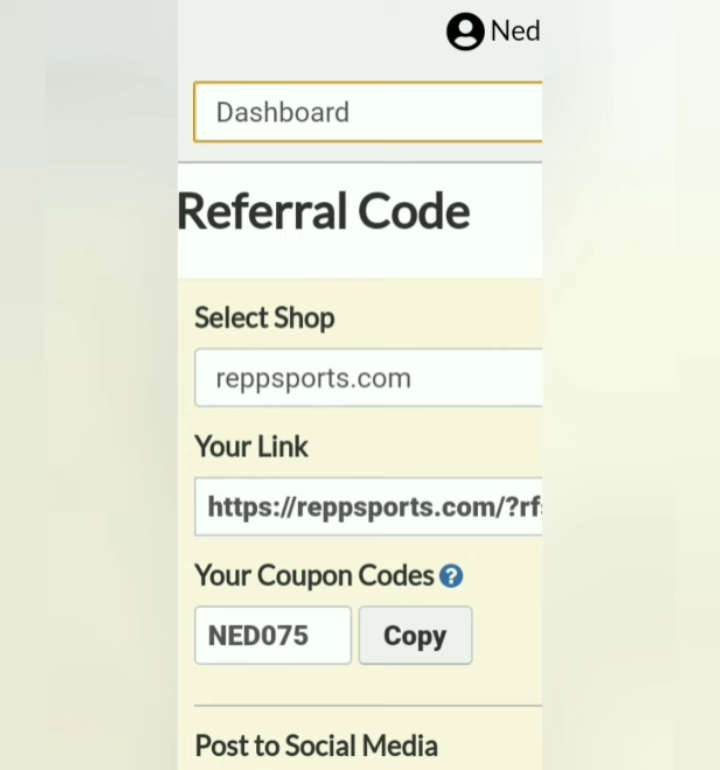 Ned
Dashboard
Referral Code
Select Shop
reppsports.com
Your Link
https://reppsports.com/?rf
Your Coupon Codes ?
NED075 Copy
Post to Social Media